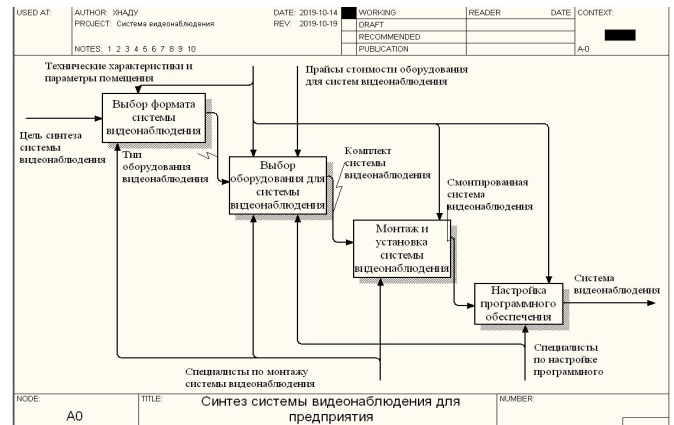 USED AT:
AUTHOR: ХНАДУ
DATE: 2019-10-14
WORKING
READER
DATE
CONTEXT:
PROJECT: Система видеонаблюдения
REV: 2019-10-19
DRAFT
RECOMMENDED
NOTES: 1 2 3 4 5 6 7 8 9 10
PUBLICATION
A-0
Технические характеристики и
параметры помещения
Прайсы стоимости оборудования
для систем видеонаблюдения
Выбор формата
системы
видеонаблюдения
Цель синтеза
системы
видеонаблюдения
Тип
оборудования
видеонаблюдения
Выбор
оборудования для
системы
видеонаблюдения
Комплект
системы
видеонаблюдения
Смонтированная
система
видеонаблюдения
Монтаж и
установка
системы
видеонаблюдения
Настройка
программного
обеспечения
Система
видеонаблюдения
Специалисты по монтажу
системы видеонаблюдения
Специалисты
по настройке
программного
NODE:
A0
TITLE:
Синтез системы видеонаблюдения для
предприятия
NUMBER: